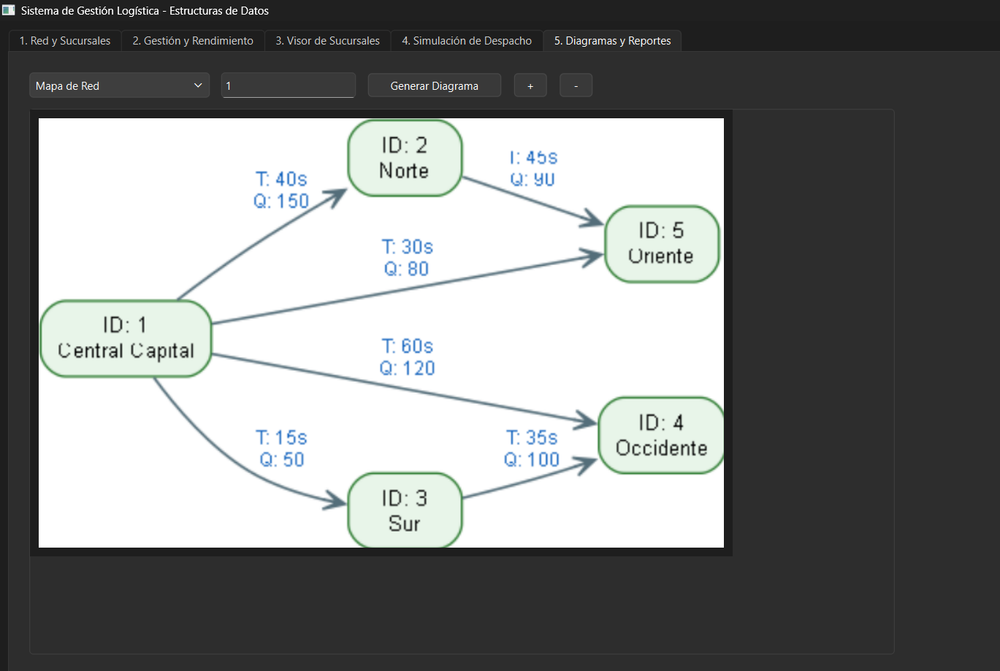 Sistema de Gestión Logística - Estructuras de Datos
1. Red y Sucursales
2. Gestión y Rendimiento
3. Visor de Sucursales
4. Simulación de Despacho
5. Diagramas y Reportes
Mapa de Red
1
Generar Diagrama
+
-
ID: 2
Norte
T: 45s
Q: 90
T: 40s
Q: 150
ID: 5
Oriente
T: 30s
Q: 80
ID: 1
Central Capital
T: 60s
Q: 120
ID: 4
Occidente
T: 15s
Q: 50
T: 35s
Q: 100
ID: 3
Sur